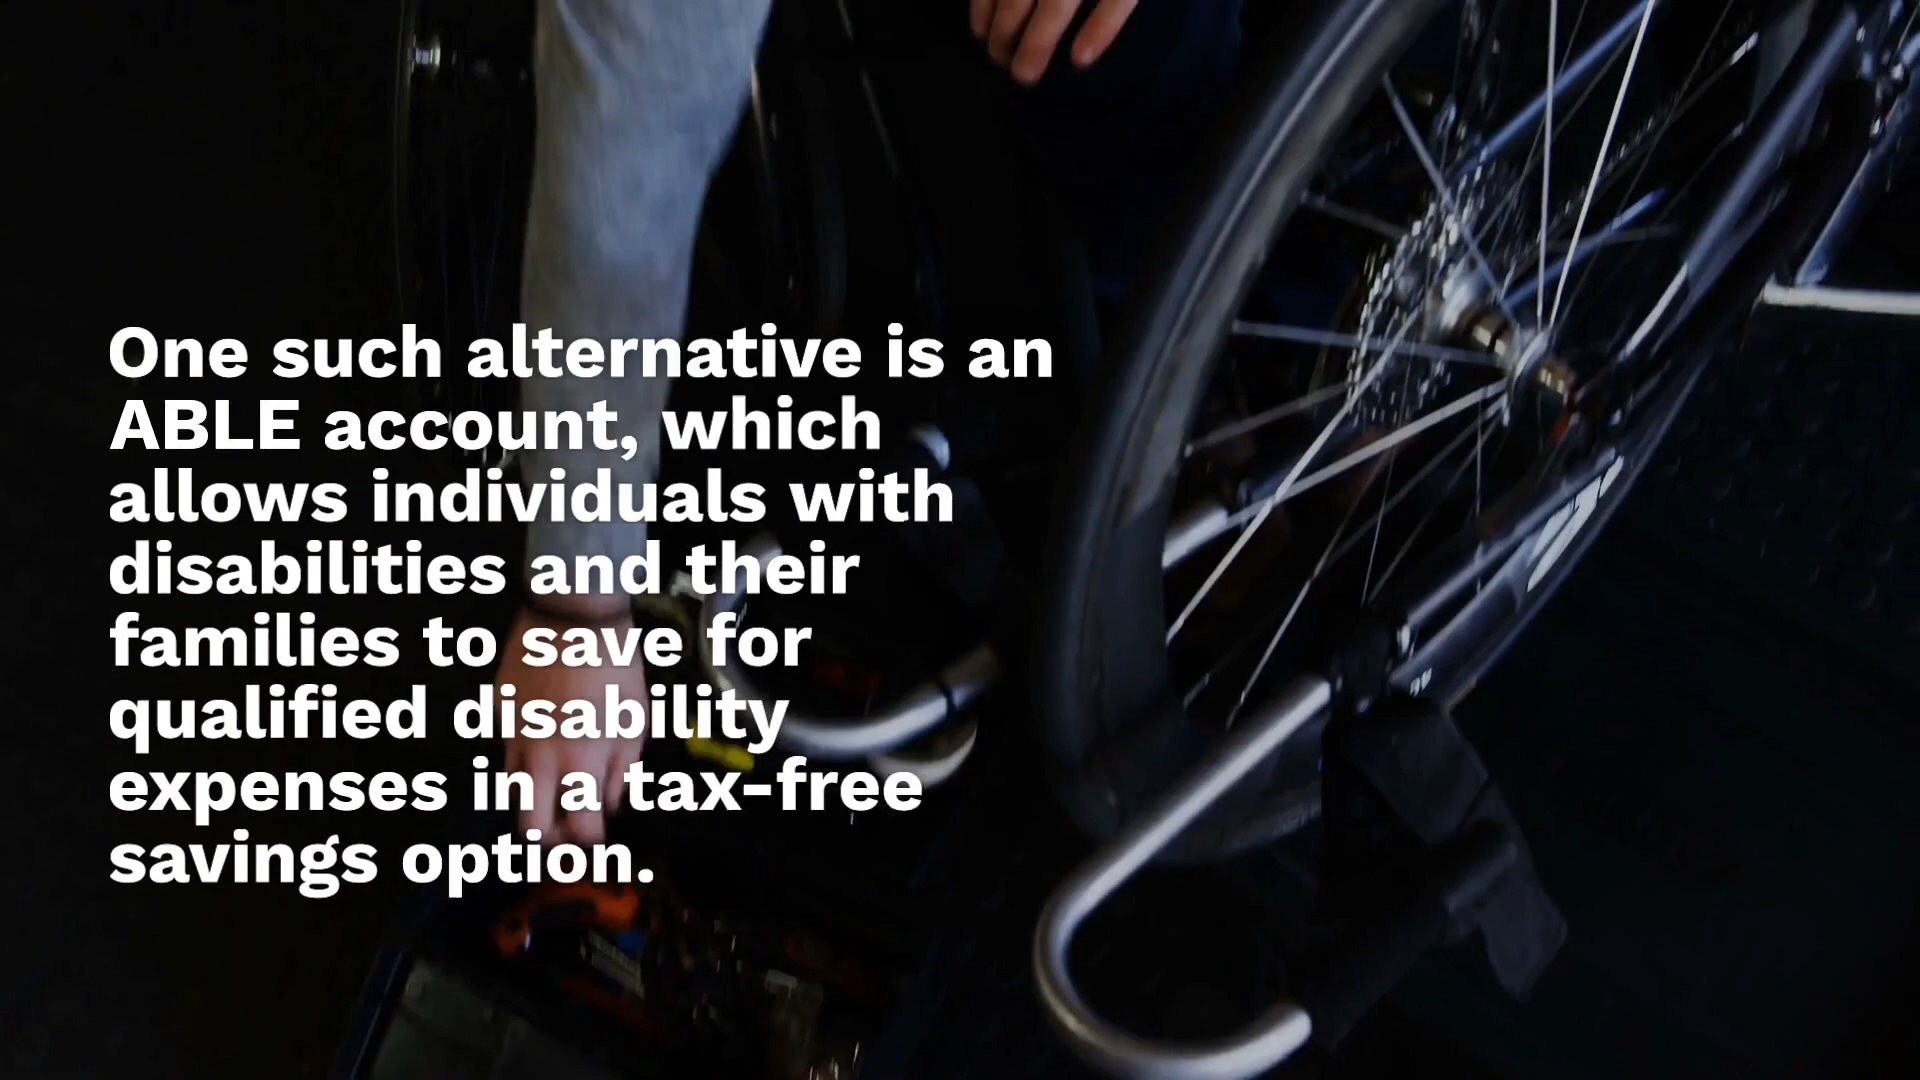 One such alternative is an
ABLE account, which
allows individuals with
disabilities and their
families to save for
qualified disability
expenses in a tax-free
savings option.